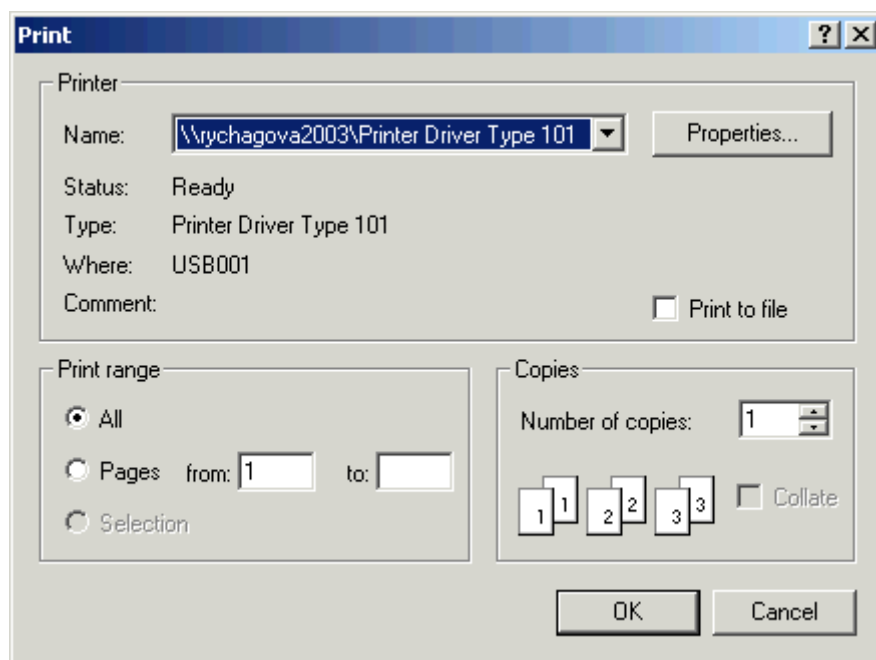 Print
Printer
Name: \\rychagova2003\Printer Driver Type 101 Properties...
Status: Ready
Type: Printer Driver Type 101
Where: USB001
Comment: Print to file
Print range
All
Pages from: 1 to:
Selection
Copies
Number of copies: 1
1 1 2 2 3 3 Collate
OK Cancel